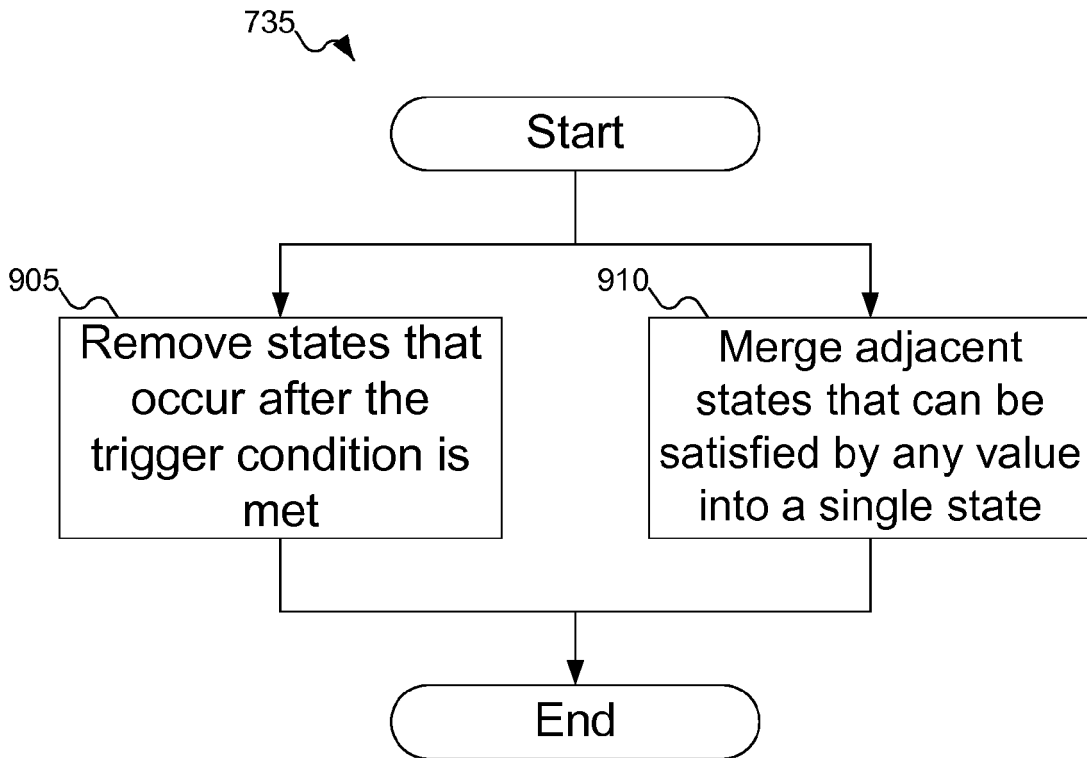 735
Start
905
Remove states that
occur after the
trigger condition is
met
910
Merge adjacent
states that can be
satisfied by any value
into a single state
End